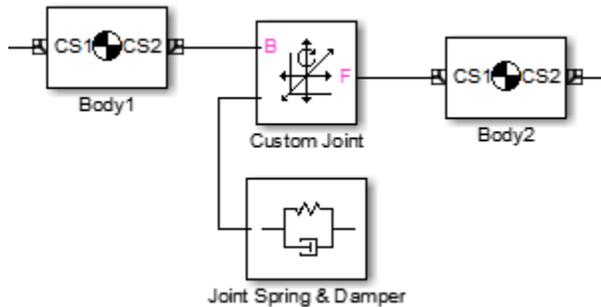 CS1 CS2
Body1
B
F
Custom Joint
CS1 CS2
Body2
Joint Spring & Damper